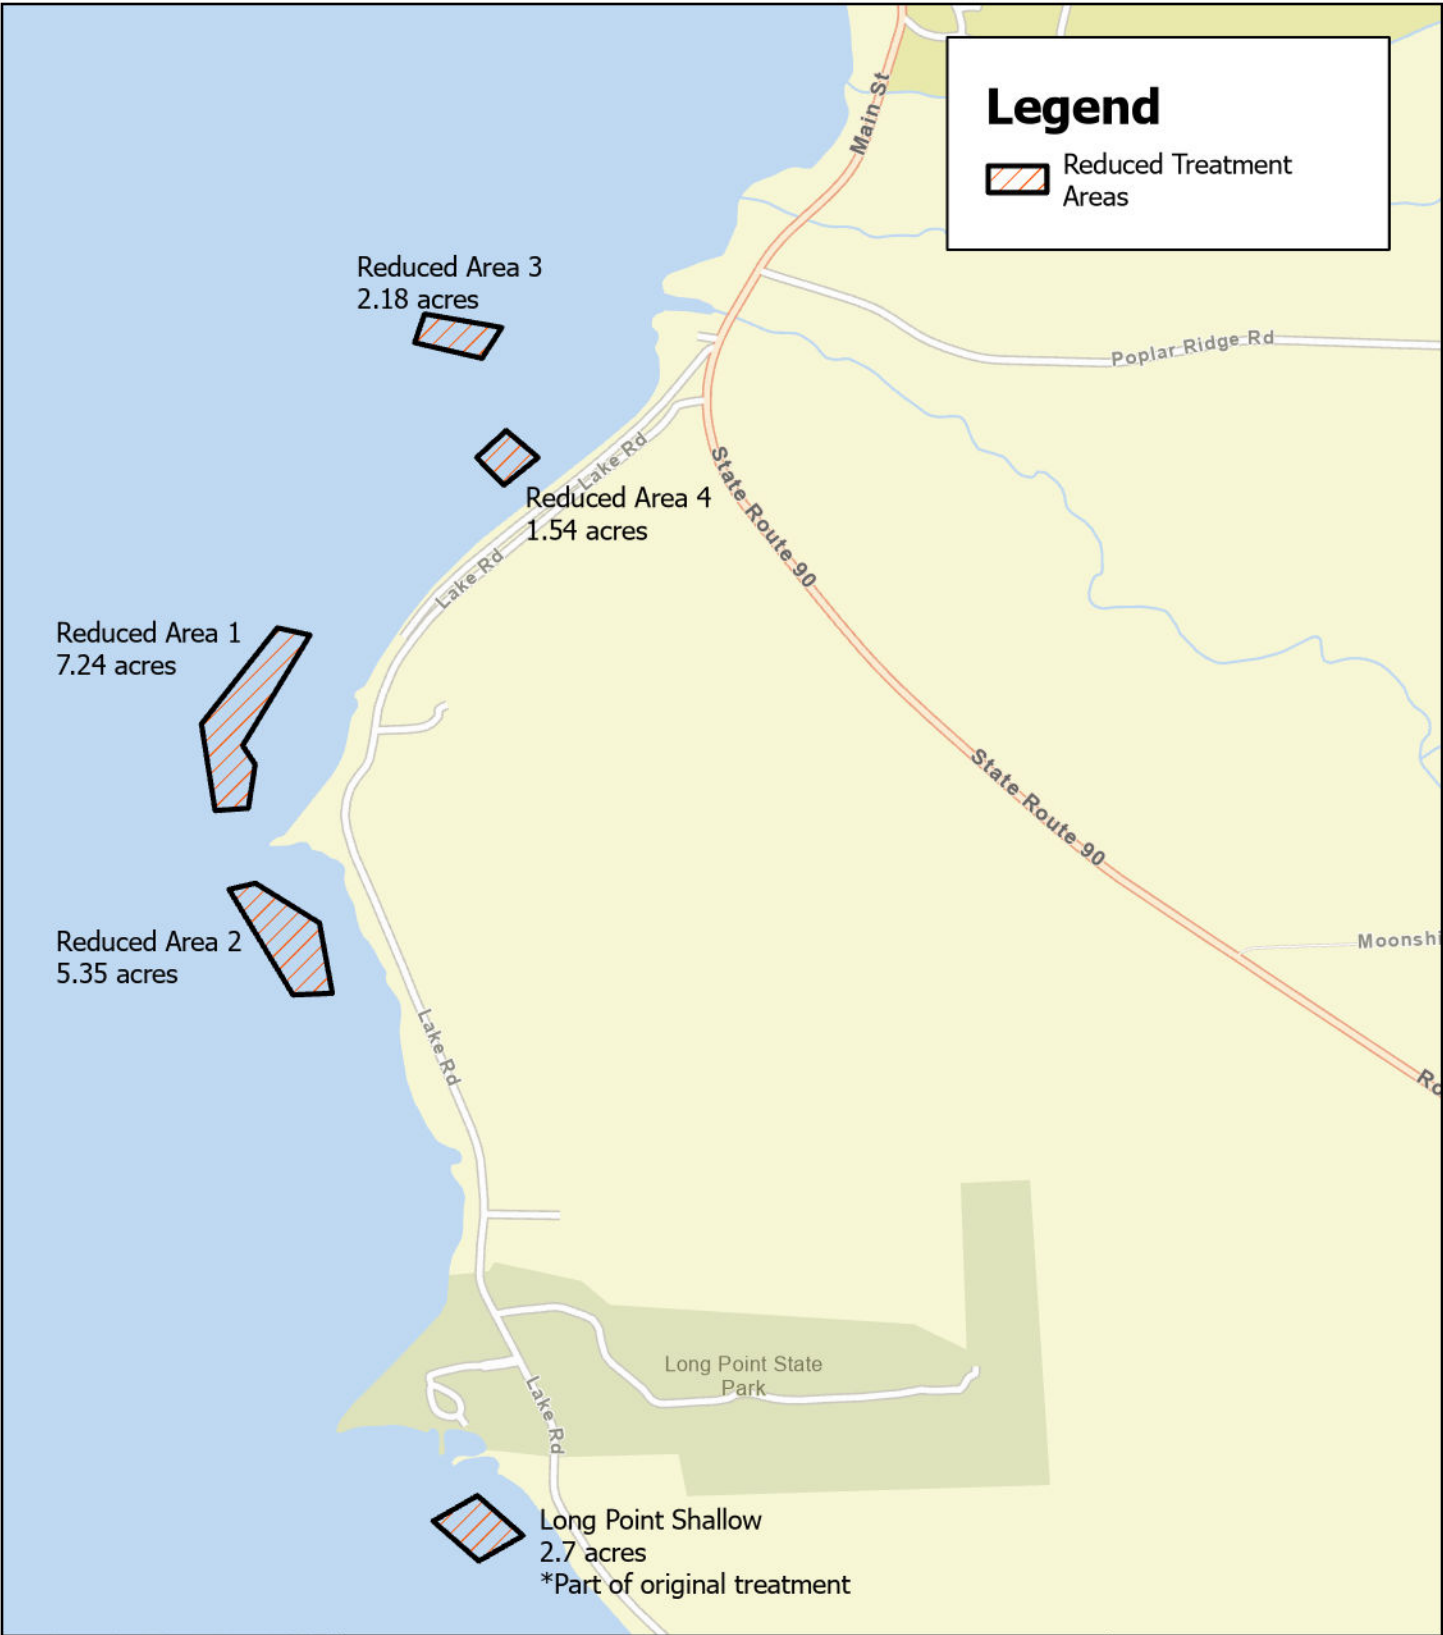 Legend
Reduced Treatment
Areas
Main St
Reduced Area 3
2.18 acres
Poplar Ridge Rd
Lake Rd
Reduced Area 4
1.54 acres
State Route 90
Lake Rd
Reduced Area 1
7.24 acres
State Route 90
Reduced Area 2
5.35 acres
Moonshi
Lake Rd
Ro
Long Point State
Park
Lake Rd
Long Point Shallow
2.7 acres
*Part of original treatment